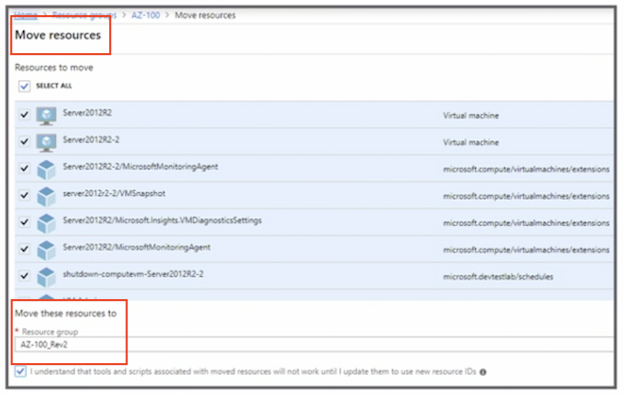 Home > Resource groups > AZ-100 > Move resources
Move resources
Resources to move
SELECT ALL
Server2012R2 Virtual machine
Server2012R2-2 Virtual machine
Server2012R2-2/MicrosoftMonitoringAgent microsoft.compute/virtualmachines/extensions
server2012r2-2/VMSnapshot microsoft.compute/virtualmachines/extensions
Server2012R2/Microsoft.Insights.VMDiagnosticsSettings microsoft.compute/virtualmachines/extensions
Server2012R2/MicrosoftMonitoringAgent microsoft.compute/virtualmachines/extensions
shutdown-computevm-Server2012R2-2 microsoft.devtestlab/schedules
Move these resources to
* Resource group
AZ-100_Rev2
I understand that tools and scripts associated with moved resources will not work until I update them to use new resource IDs